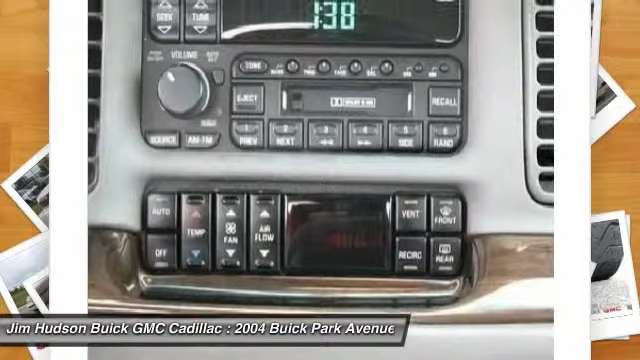 1:38
SEEK TUNE
VOLUME
TONE
EJECT RECALL
SOURCE AM-FM
1 2 3 4 5 6
PREV NEXT SIDE RAND
AUTO TEMP FAN AIR FLOW VENT FRONT
OFF RECIRC REAR
Jim Hudson Buick GMC Cadillac : 2004 Buick Park Avenue